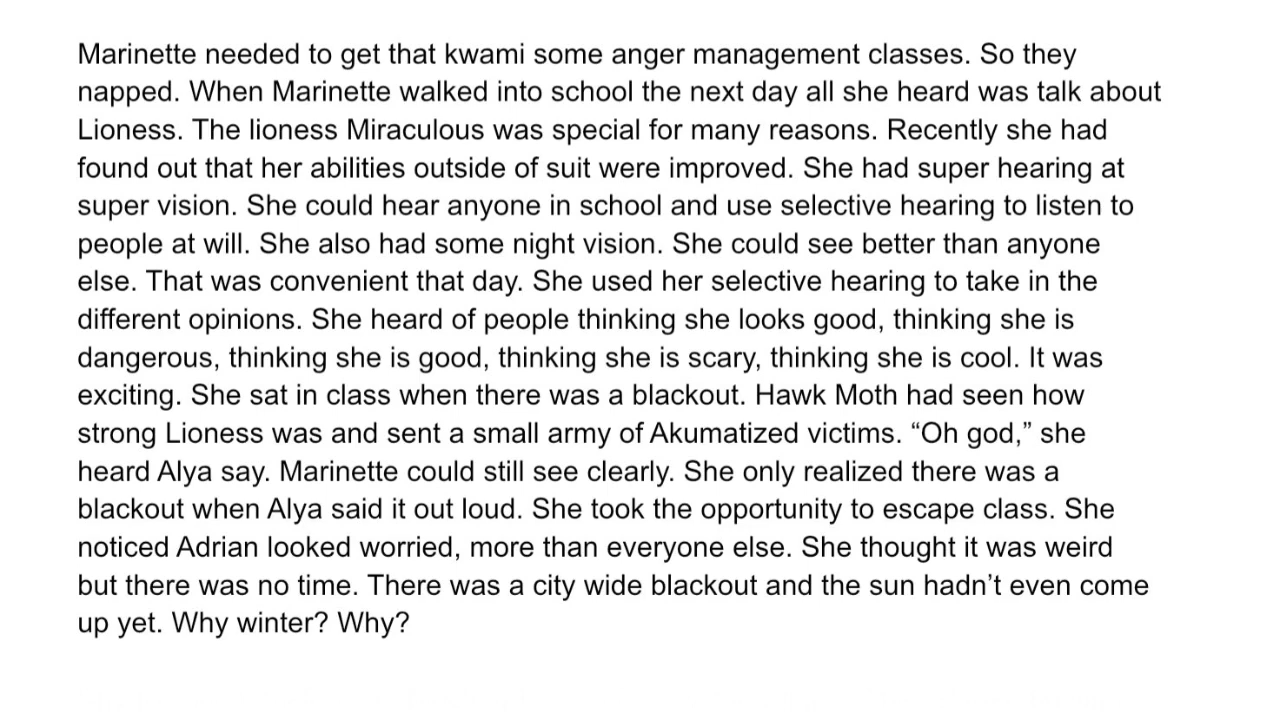 Marinette needed to get that kwami some anger management classes. So they
napped. When Marinette walked into school the next day all she heard was talk about
Lioness. The lioness Miraculous was special for many reasons. Recently she had
found out that her abilities outside of suit were improved. She had super hearing at
super vision. She could hear anyone in school and use selective hearing to listen to
people at will. She also had some night vision. She could see better than anyone
else. That was convenient that day. She used her selective hearing to take in the
different opinions. She heard of people thinking she looks good, thinking she is
dangerous, thinking she is good, thinking she is scary, thinking she is cool. It was
exciting. She sat in class when there was a blackout. Hawk Moth had seen how
strong Lioness was and sent a small army of Akumatized victims. “Oh god,” she
heard Alya say. Marinette could still see clearly. She only realized there was a
blackout when Alya said it out loud. She took the opportunity to escape class. She
noticed Adrian looked worried, more than everyone else. She thought it was weird
but there was no time. There was a city wide blackout and the sun hadn’t even come
up yet. Why winter? Why?